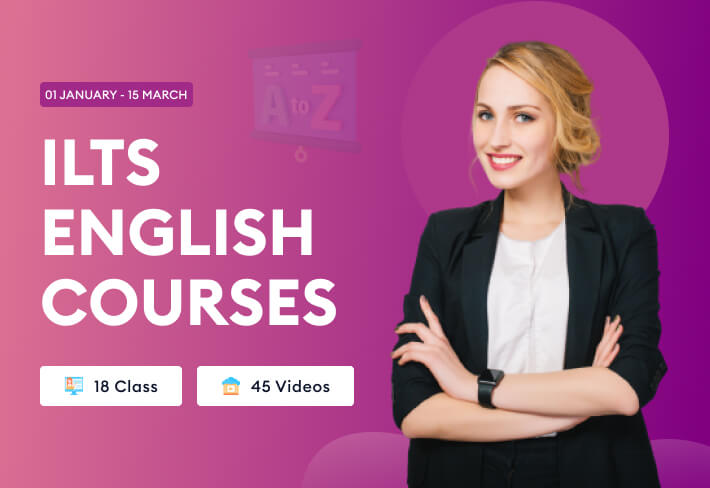 01 JANUARY - 15 MARCH
A to Z
ILTS
ENGLISH
COURSES
18 Class
45 Videos